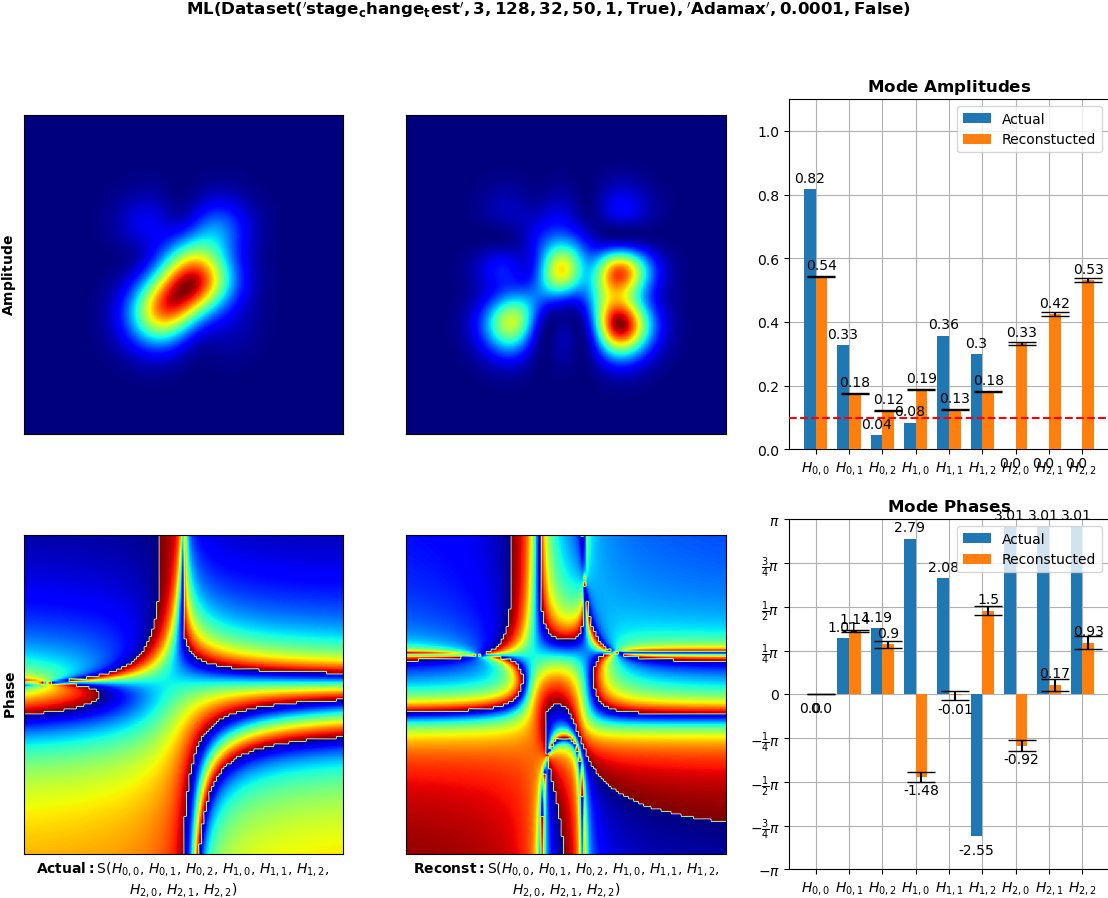 ML(Dataset('stage_change_test', 3, 128, 32, 50, 1, True), 'Adamax', 0.0001, False)
Amplitude
Mode Amplitudes
Actual
Reconstucted
1.0
0.8
0.6
0.4
0.2
0.0
0.82
0.54
0.33
0.18
0.04
0.12
0.08
0.19
0.36
0.13
0.3
0.18
0.0
0.33
0.0
0.42
0.0
0.53
H0,0 H0,1 H0,2 H1,0 H1,1 H1,2 H2,0 H2,1 H2,2
Phase
Actual: S(H0,0, H0,1, H0,2, H1,0, H1,1, H1,2,
H2,0, H2,1, H2,2)
Reconst: S(H0,0, H0,1, H0,2, H1,0, H1,1, H1,2,
H2,0, H2,1, H2,2)
Mode Phases
Actual
Reconstucted
π
3/4π
1/2π
1/4π
0
−1/4π
−1/2π
−3/4π
−π
0.0
0.0
1.01
1.14
1.19
0.9
2.79
-1.48
2.08
-0.01
-2.55
1.5
3.01
-0.92
3.01
0.17
3.01
0.93
H0,0 H0,1 H0,2 H1,0 H1,1 H1,2 H2,0 H2,1 H2,2